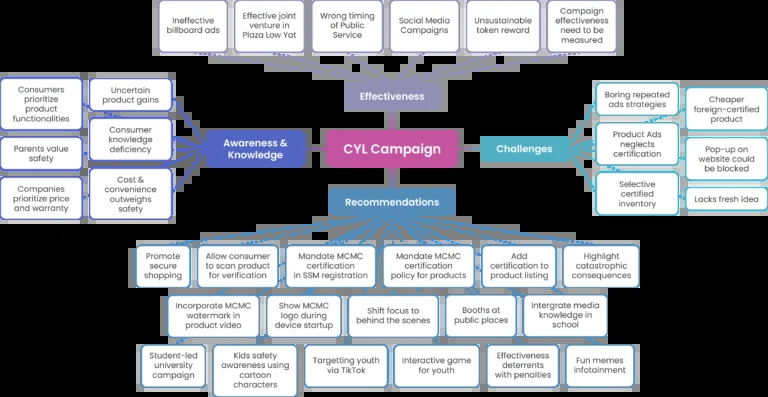 Ineffective
billboard ads
Effective joint
venture in
Plaza Low Yat
Wrong timing
of Public
Service
Social Media
Campaigns
Unsustainable
token reward
Campaign
effectiveness
need to be
measured
Effectiveness
Consumers
prioritize
product
functionalities
Uncertain
product gains
Parents value
safety
Consumer
knowledge
deficiency
Companies
prioritize price
and warranty
Cost &
convenience
outweighs
safety
Awareness &
Knowledge
CYL Campaign
Challenges
Boring repeated
ads strategies
Cheaper
foreign-certified
product
Product Ads
neglects
certification
Pop-up on
website could
be blocked
Selective
certified
inventory
Lacks fresh idea
Recommendations
Promote
secure
shopping
Allow consumer
to scan product
for verification
Mandate MCMC
certification
in SSM registration
Mandate MCMC
certification
policy for products
Add
certification to
product listing
Highlight
catastrophic
consequences
Incorporate MCMC
watermark in
product video
Show MCMC
logo during
device startup
Shift focus to
behind the scenes
Booths at
public places
Intergrate media
knowledge in
school
Student-led
university
campaign
Kids safety
awareness using
cartoon
characters
Targetting youth
via TikTok
Interactive game
for youth
Effectiveness
deterrents
with penalties
Fun memes
infotainment